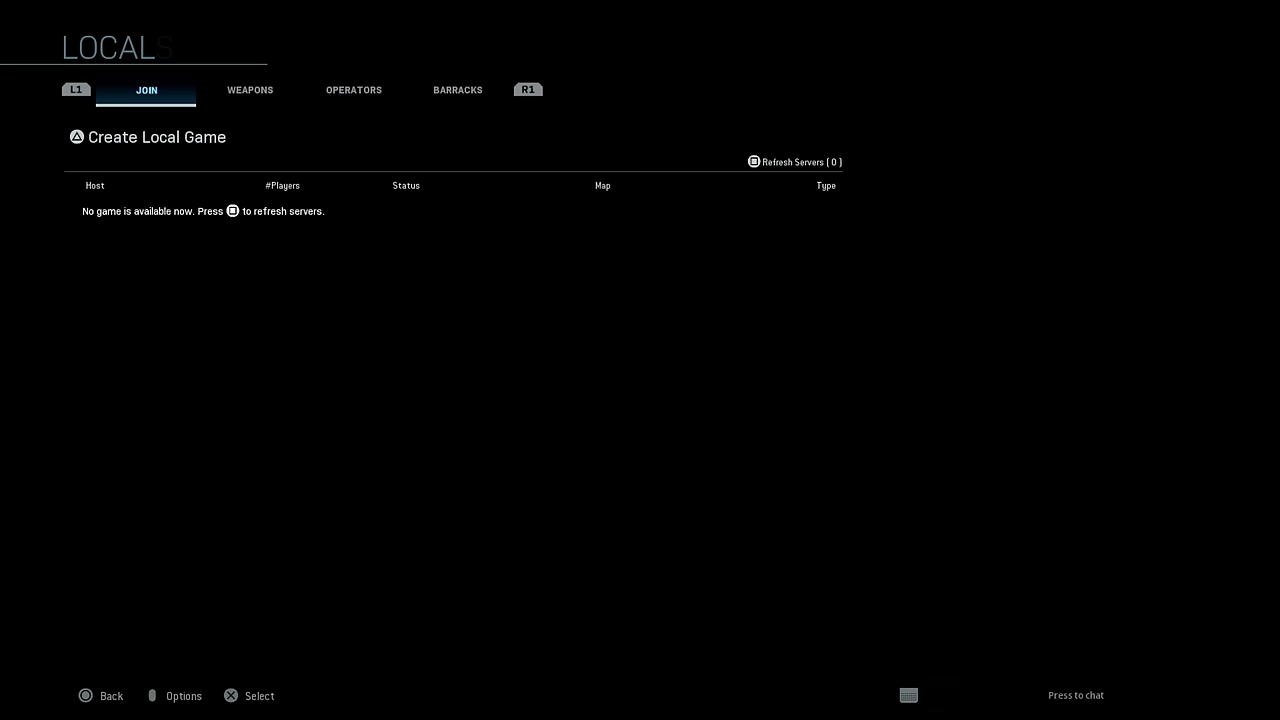 LOCAL
L1 JOIN WEAPONS OPERATORS BARRACKS R1
Create Local Game
Refresh Servers [ 0 ]
Host #Players Status Map Type
No game is available now. Press to refresh servers.
Back Options Select Press to chat